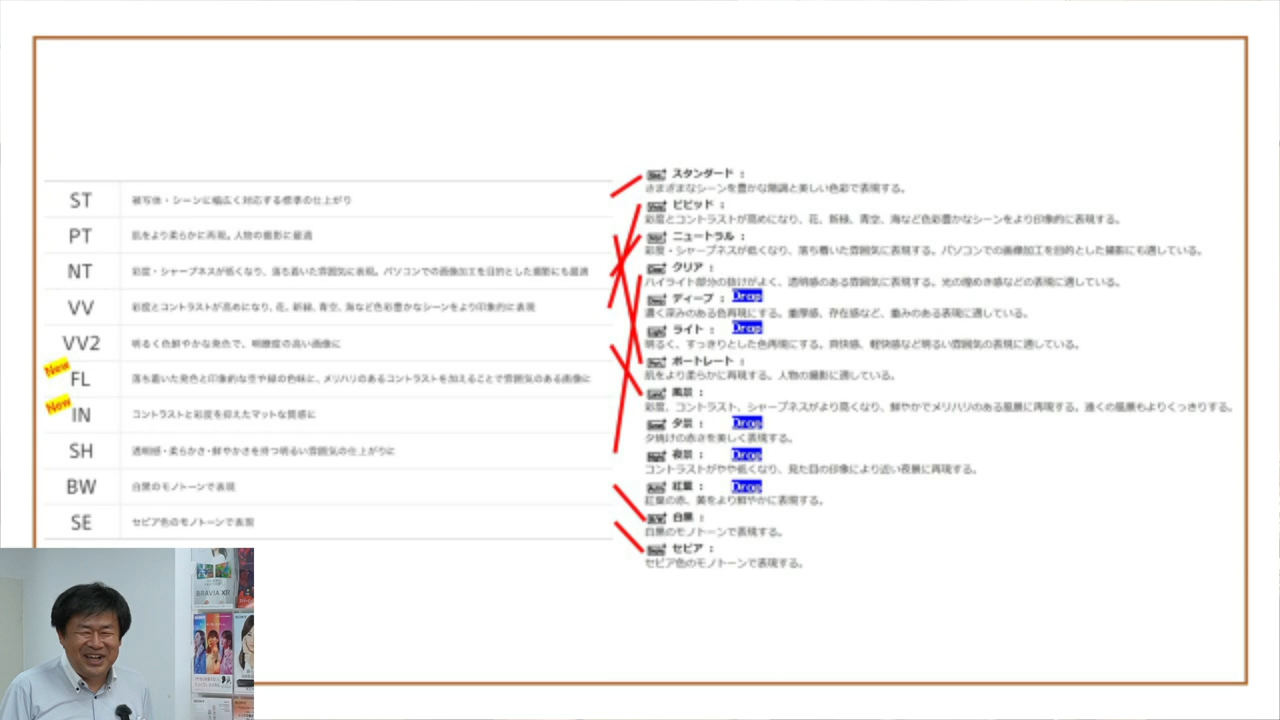 ST 被写体・シーンに幅広く対応する標準の仕上がり
PT 肌をより柔らかに再現。人物の撮影に最適
NT 彩度・シャープネスが低くなり、落ち着いた雰囲気に表現。パソコンでの画像加工を目的とした撮影にも最適
VV 彩度とコントラストが高めになり、花、新緑、青空、海など色彩豊かなシーンをより印象的に表現
VV2 明るく色鮮やかな発色で、明瞭度の高い画像に
New
FL 落ち着いた発色と印象的な空や緑の色味に、メリハリのあるコントラストを加えることで雰囲気のある画像に
New
IN コントラストと彩度を抑えたマットな質感に
SH 透明感・柔らかさ・鮮やかさを持つ明るい雰囲気の仕上がりに
BW 白黒のモノトーンで表現
SE セピア色のモノトーンで表現
スタンダード：
さまざまなシーンを豊かな階調と美しい色彩で表現する。
ビビッド：
彩度とコントラストが高めになり、花、新緑、青空、海など色彩豊かなシーンをより印象的に表現する。
ニュートラル：
彩度・シャープネスが低くなり、落ち着いた雰囲気に表現する。パソコンでの画像加工を目的とした撮影にも適している。
クリア：
ハイライト部分の抜けがよく、透明感のある雰囲気に表現する。光の煌めき感などの表現に適している。
ディープ： Drop
濃く深みのある色再現にする。重厚感、存在感など、重みのある表現に適している。
ライト： Drop
明るく、すっきりとした色再現にする。爽快感、軽快感など明るい雰囲気の表現に適している。
ポートレート：
肌をより柔らかに再現する。人物の撮影に適している。
風景：
彩度、コントラスト、シャープネスがより高くなり、鮮やかでメリハリのある風景に再現する。遠くの風景もよりくっきりする。
夕景： Drop
夕焼けの赤さを美しく表現する。
夜景： Drop
コントラストがやや低くなり、見た目の印象により近い夜景に再現する。
紅葉： Drop
紅葉の赤、黄をより鮮やかに表現する。
白黒：
白黒のモノトーンで表現する。
セピア：
セピア色のモノトーンで表現する。
BRAVIA XR